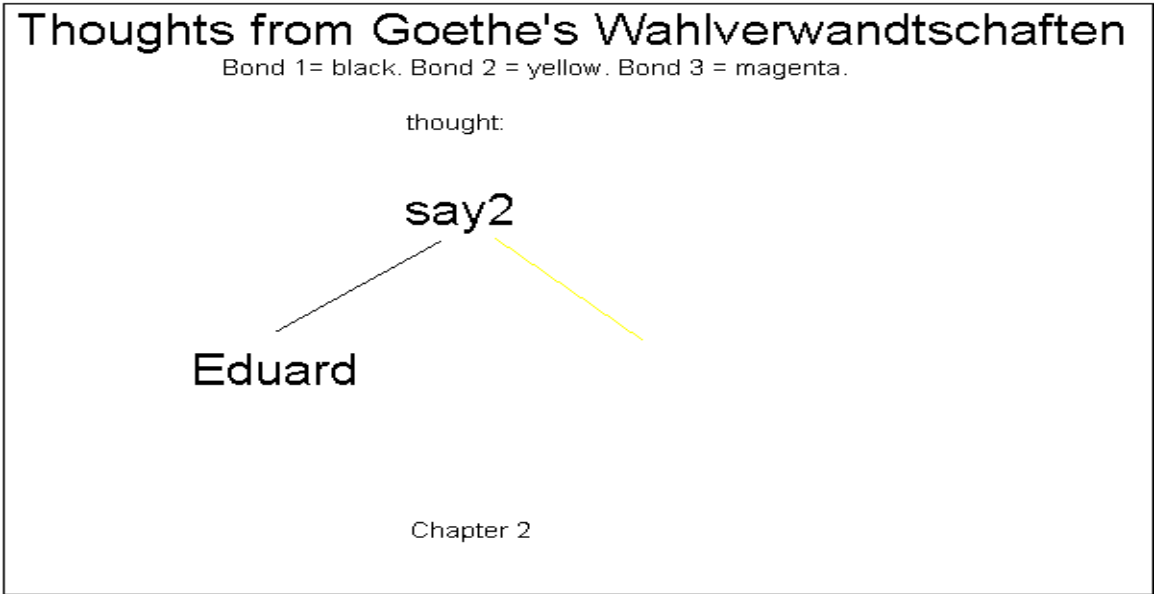 Thoughts from Goethe's Wahlverwandtschaften
Bond 1= black. Bond 2 = yellow. Bond 3 = magenta.
thought:
say2
Eduard
Chapter 2